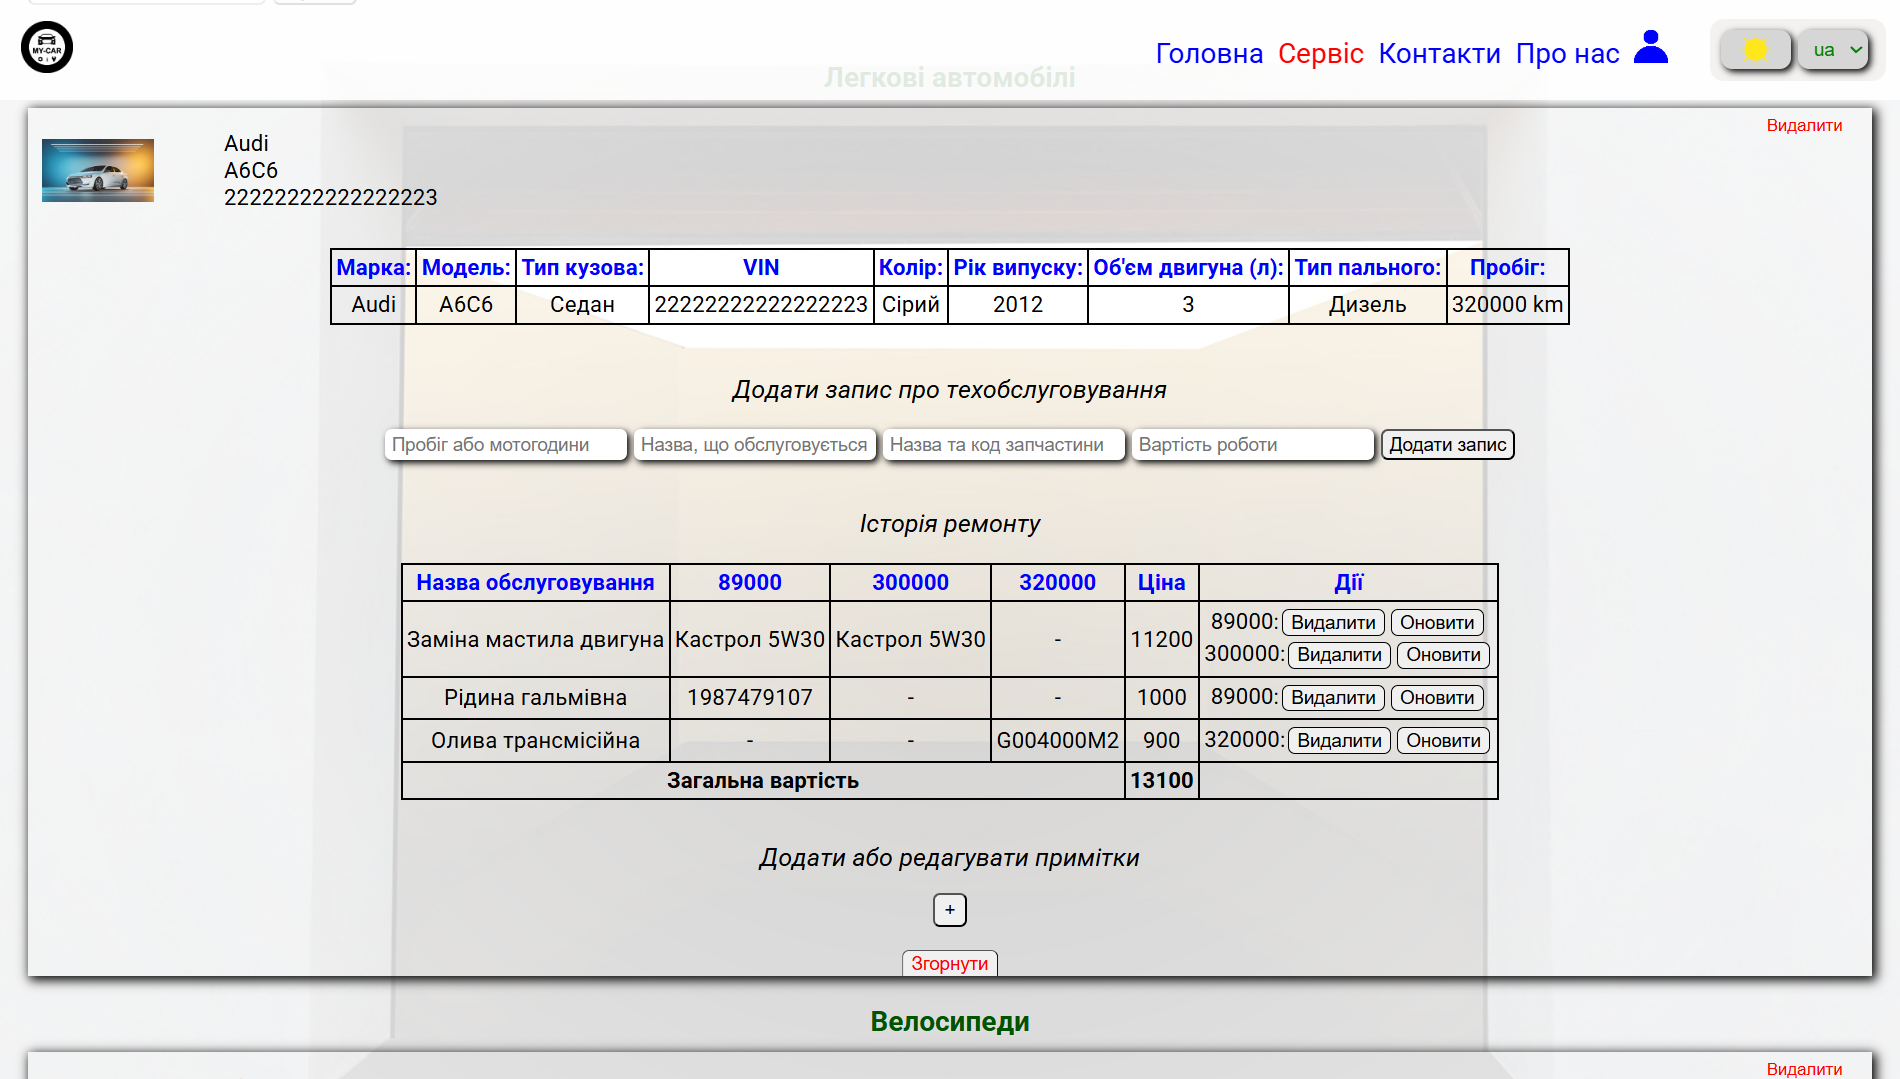 MY-CAR
Головна Сервіс Контакти Про нас ua
Легкові автомобілі
Видалити
Audi
A6C6
22222222222222223
Марка: Модель: Тип кузова: VIN Колір: Рік випуску: Об'єм двигуна (л): Тип пального: Пробіг:
Audi A6C6 Седан 22222222222222223 Сірий 2012 3 Дизель 320000 km
Додати запис про техобслуговування
Пробіг або мотогодини Назва, що обслуговується Назва та код запчастини Вартість роботи Додати запис
Історія ремонту
Назва обслуговування 89000 300000 320000 Ціна Дії
Заміна мастила двигуна Кастрол 5W30 Кастрол 5W30 - 11200 89000: Видалити Оновити
300000: Видалити Оновити
Рідина гальмівна 1987479107 - - 1000 89000: Видалити Оновити
Олива трансмісійна - - G004000M2 900 320000: Видалити Оновити
Загальна вартість 13100
Додати або редагувати примітки
+
Згорнути
Велосипеди
Видалити